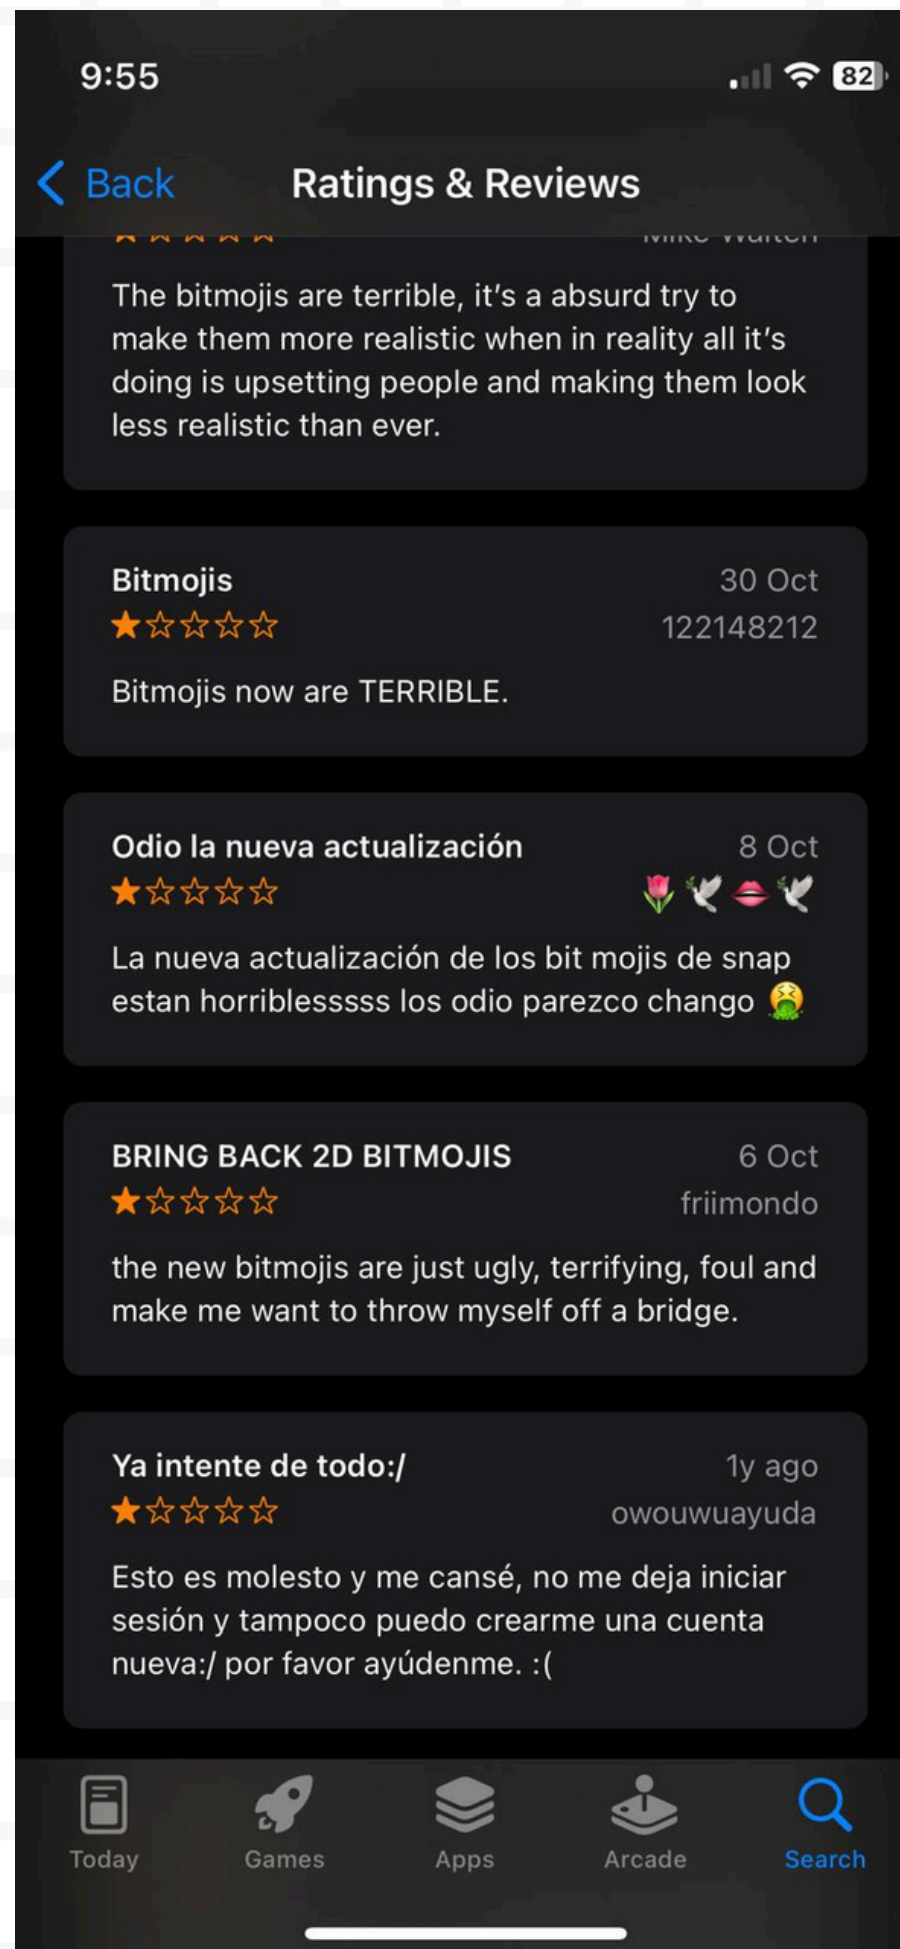 9:55
82
Back
Ratings & Reviews
The bitmojis are terrible, it's a absurd try to
make them more realistic when in reality all it's
doing is upsetting people and making them look
less realistic than ever.
Bitmojis
30 Oct
122148212
Bitmojis now are TERRIBLE.
Odio la nueva actualización
8 Oct
🌷🕊️👄🕊️
La nueva actualización de los bit mojis de snap
estan horriblesssss los odio parezco chango 🤮
BRING BACK 2D BITMOJIS
6 Oct
friimondo
the new bitmojis are just ugly, terrifying, foul and
make me want to throw myself off a bridge.
Ya intente de todo:/
1y ago
owouwuayuda
Esto es molesto y me cansé, no me deja iniciar
sesión y tampoco puedo crearme una cuenta
nueva:/ por favor ayúdenme. :(
Today
Games
Apps
Arcade
Search